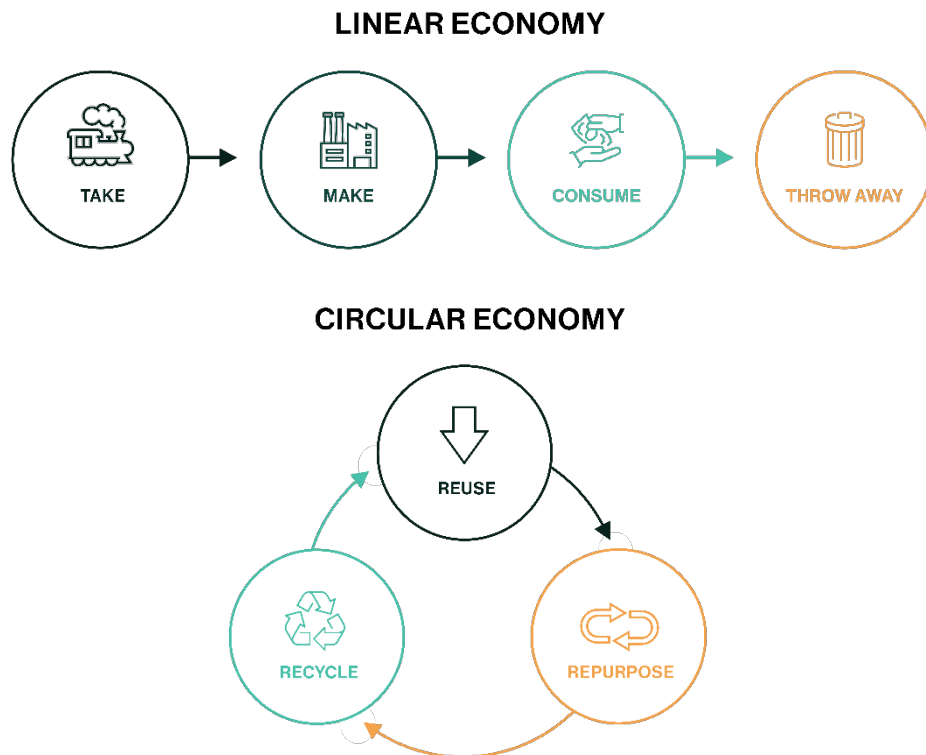 LINEAR ECONOMY
TAKE
MAKE
CONSUME
THROW AWAY
CIRCULAR ECONOMY
REUSE
RECYCLE
REPURPOSE